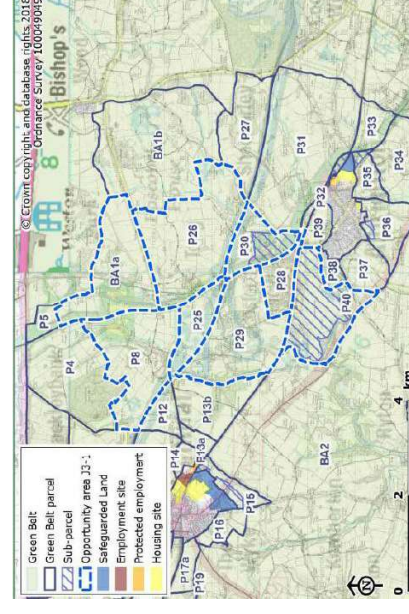 © Crown copyright and database rights 2018
Ordnance Survey 100049049
Green Belt
Green Belt parcel
Sub-parcel
Opportunity area J3-1
Safeguarded Land
Employment site
Protected employment
Housing site
Bishop's
8
P5
P4
BA1a
BA1b
P8
P26
P27
P12
P25
P30
P31
P13b
P29
P28
P39
P32
P33
P14
P13a
P38
P35
P34
P16
P15
P40
P37
P36
P17a
P19
BA2
N
0 2 4
km